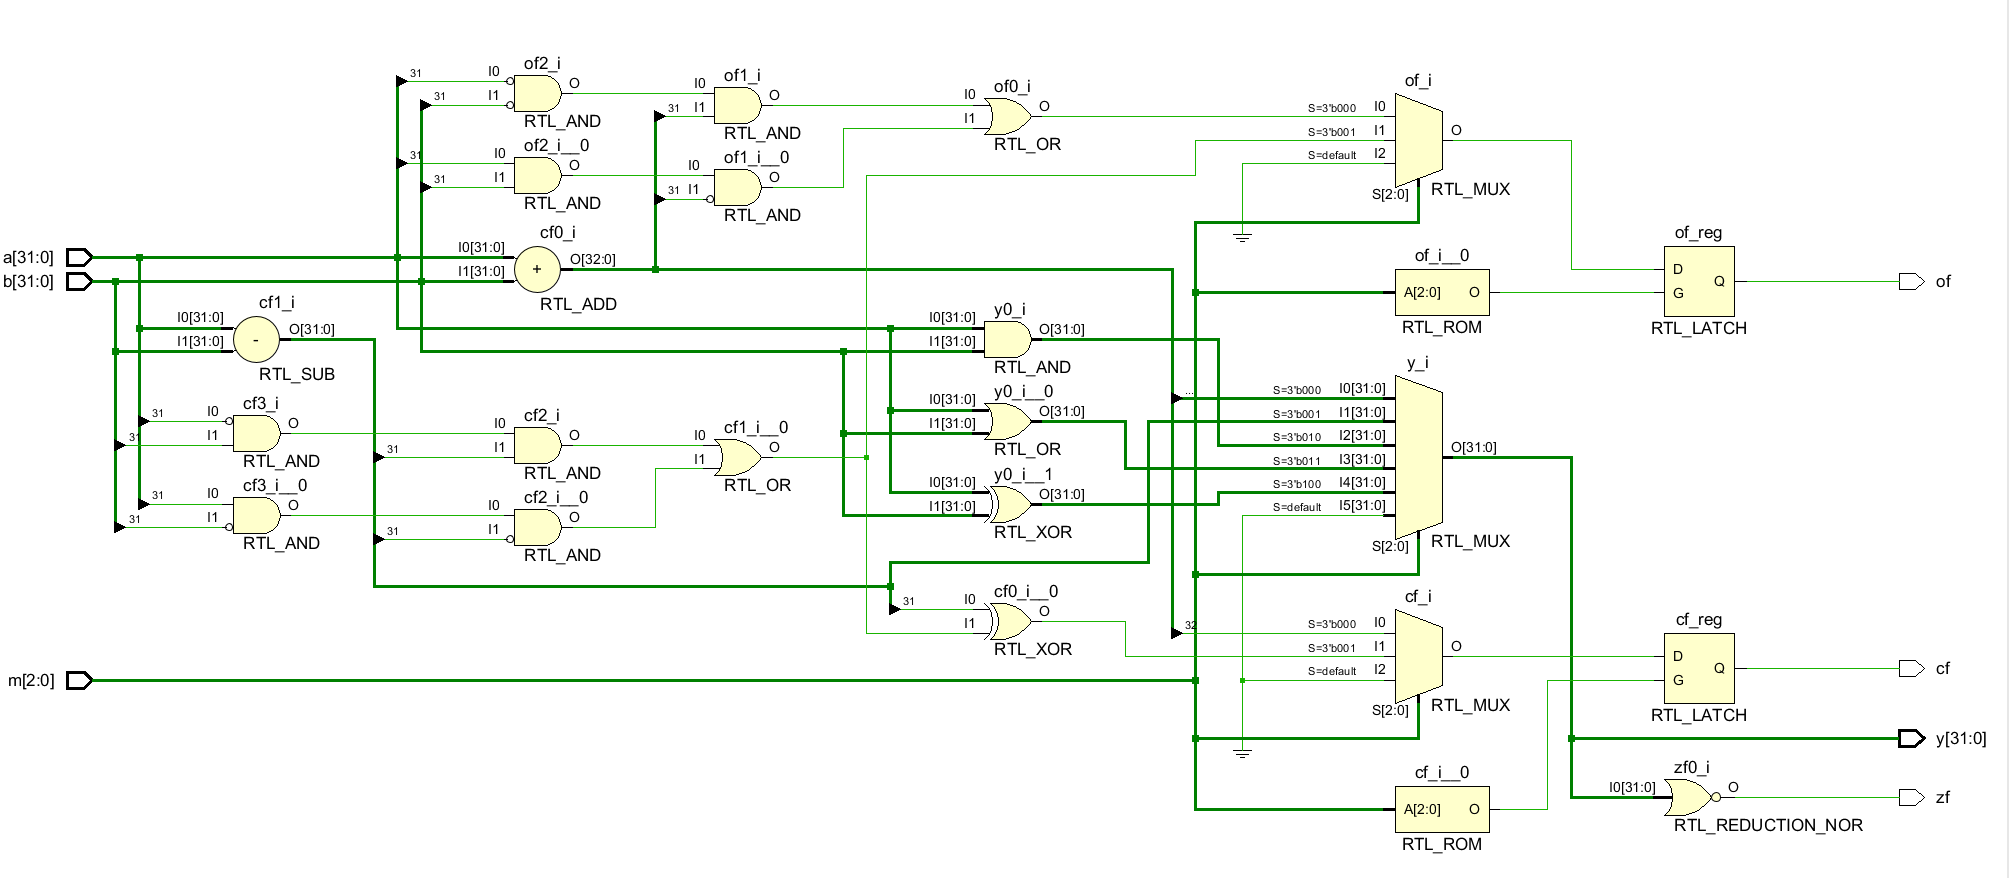 of2_i
31 I0 O
31 I1
RTL_AND
of1_i
I0 O
31 I1
RTL_AND
of0_i
I0 O
I1
RTL_OR
of_i
S=3'b000 I0
S=3'b001 I1 O
S=default I2
S[2:0] RTL_MUX
of2_i__0
31 I0 O
31 I1
RTL_AND
of1_i__0
I0 O
31 I1
RTL_AND
cf0_i
a[31:0] I0[31:0] + O[32:0]
b[31:0] I1[31:0]
RTL_ADD
of_i__0
A[2:0] O
RTL_ROM
of_reg
D
G Q
RTL_LATCH
of
cf1_i
I0[31:0] - O[31:0]
I1[31:0]
RTL_SUB
y0_i
I0[31:0] O[31:0]
I1[31:0]
RTL_AND
y0_i__0
I0[31:0] O[31:0]
I1[31:0]
RTL_OR
y0_i__1
I0[31:0] O[31:0]
I1[31:0]
RTL_XOR
y_i
... S=3'b000 I0[31:0]
S=3'b001 I1[31:0]
S=3'b010 I2[31:0] O[31:0]
S=3'b011 I3[31:0]
S=3'b100 I4[31:0]
S=default I5[31:0]
S[2:0] RTL_MUX
cf3_i
31 I0 O
31 I1
RTL_AND
cf2_i
I0 O
31 I1
RTL_AND
cf1_i__0
I0 O
I1
RTL_OR
cf3_i__0
31 I0 O
31 I1
RTL_AND
cf2_i__0
I0 O
31 I1
RTL_AND
cf0_i__0
31 I0 O
I1
RTL_XOR
cf_i
32 S=3'b000 I0
S=3'b001 I1 O
S=default I2
S[2:0] RTL_MUX
cf_reg
D
G Q
RTL_LATCH
cf
m[2:0]
y[31:0]
cf_i__0
A[2:0] O
RTL_ROM
zf0_i
I0[31:0] O
RTL_REDUCTION_NOR
zf